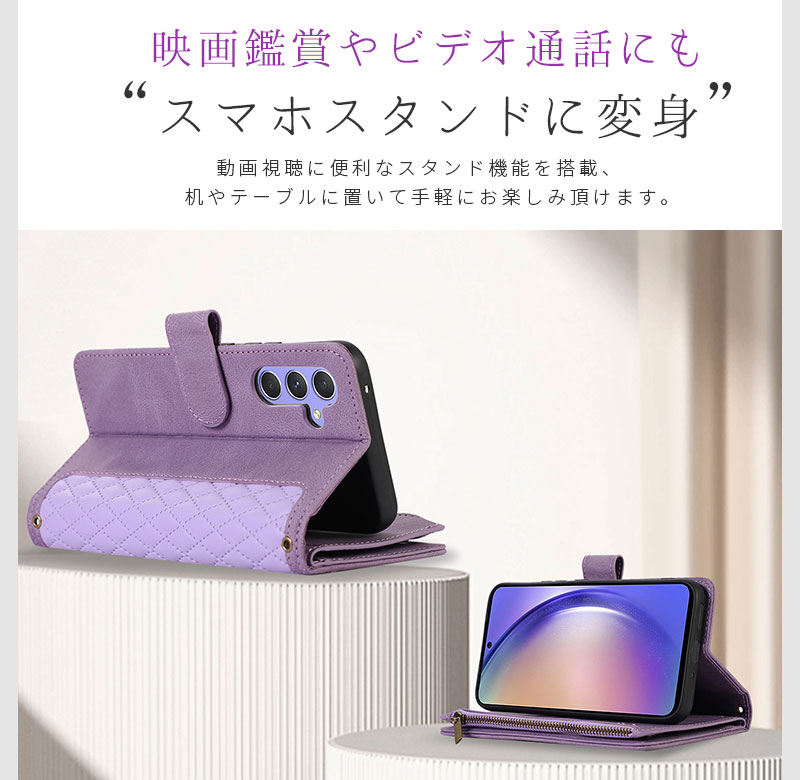 映画鑑賞やビデオ通話にも
“スマホスタンドに変身”
動画視聴に便利なスタンド機能を搭載、
机やテーブルに置いて手軽にお楽しみ頂けます。